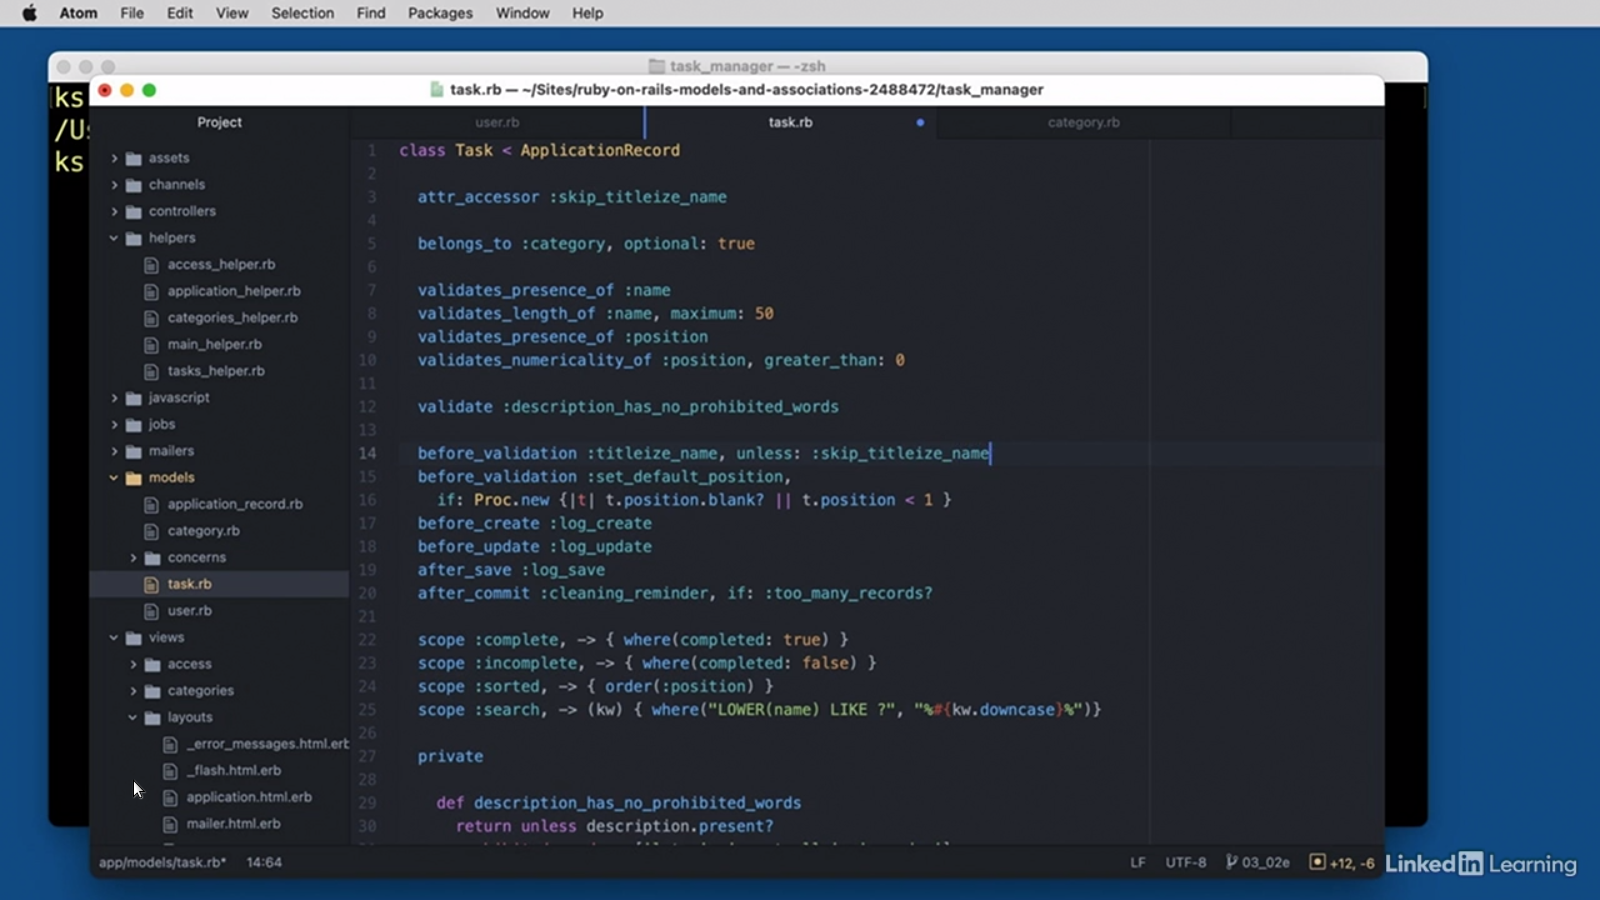 Atom File Edit View Selection Find Packages Window Help
task_manager — -zsh
ks
/Us
ks
task.rb — ~/Sites/ruby-on-rails-models-and-associations-2488472/task_manager
Project
user.rb
task.rb
category.rb
assets
channels
controllers
helpers
access_helper.rb
application_helper.rb
categories_helper.rb
main_helper.rb
tasks_helper.rb
javascript
jobs
mailers
models
application_record.rb
category.rb
concerns
task.rb
user.rb
views
access
categories
layouts
_error_messages.html.erb
_flash.html.erb
application.html.erb
mailer.html.erb
1 class Task < ApplicationRecord
2
3 attr_accessor :skip_titleize_name
4
5 belongs_to :category, optional: true
6
7 validates_presence_of :name
8 validates_length_of :name, maximum: 50
9 validates_presence_of :position
10 validates_numericality_of :position, greater_than: 0
11
12 validate :description_has_no_prohibited_words
13
14 before_validation :titleize_name, unless: :skip_titleize_name
15 before_validation :set_default_position,
16 if: Proc.new {|t| t.position.blank? || t.position < 1 }
17 before_create :log_create
18 before_update :log_update
19 after_save :log_save
20 after_commit :cleaning_reminder, if: :too_many_records?
21
22 scope :complete, -> { where(completed: true) }
23 scope :incomplete, -> { where(completed: false) }
24 scope :sorted, -> { order(:position) }
25 scope :search, -> (kw) { where("LOWER(name) LIKE ?", "%#{kw.downcase}%")}
26
27 private
28
29 def description_has_no_prohibited_words
30 return unless description.present?
app/models/task.rb* 14:64
LF UTF-8 03_02e +12, -6
LinkedIn Learning